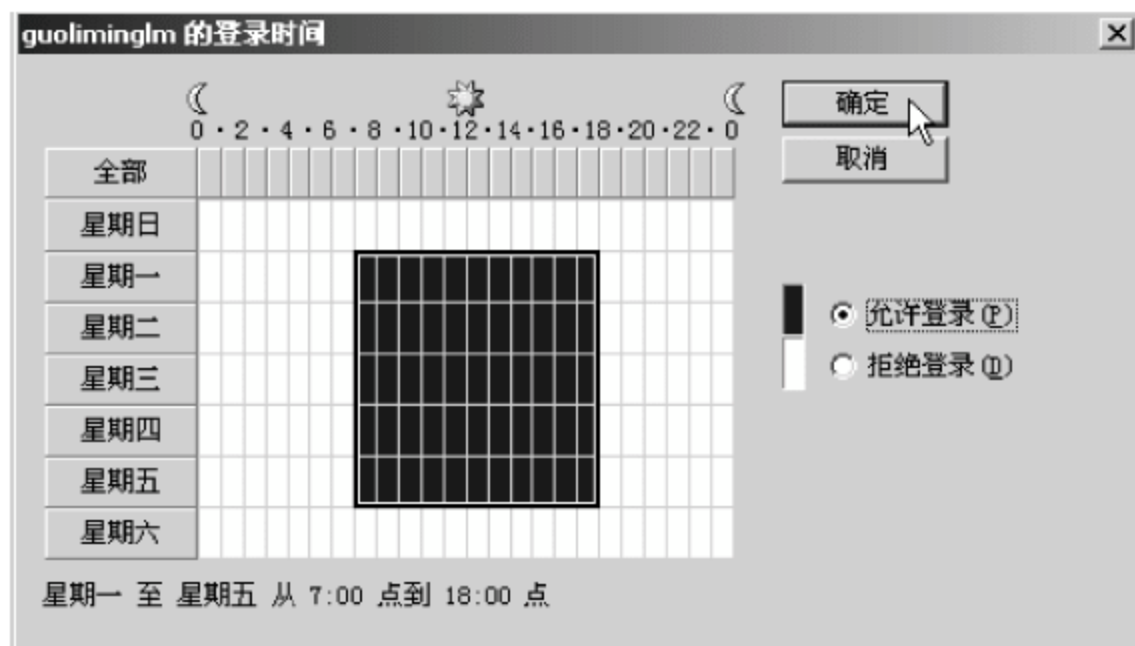 guoliminglm 的登录时间
0 · 2 · 4 · 6 · 8 · 10 · 12 · 14 · 16 · 18 · 20 · 22 · 0
确定
取消
全部
星期日
星期一
星期二
星期三
星期四
星期五
星期六
允许登录(P)
拒绝登录(D)
星期一 至 星期五 从 7:00 点到 18:00 点